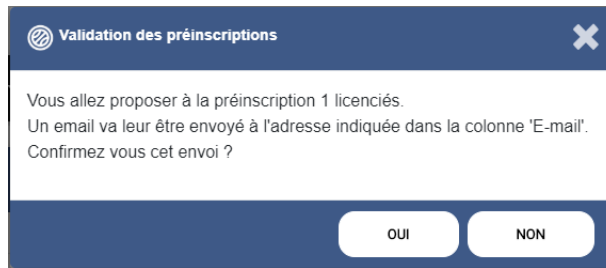 Validation des préinscriptions
Vous allez proposer à la préinscription 1 licenciés.
Un email va leur être envoyé à l'adresse indiquée dans la colonne 'E-mail'.
Confirmez vous cet envoi ?
OUI
NON